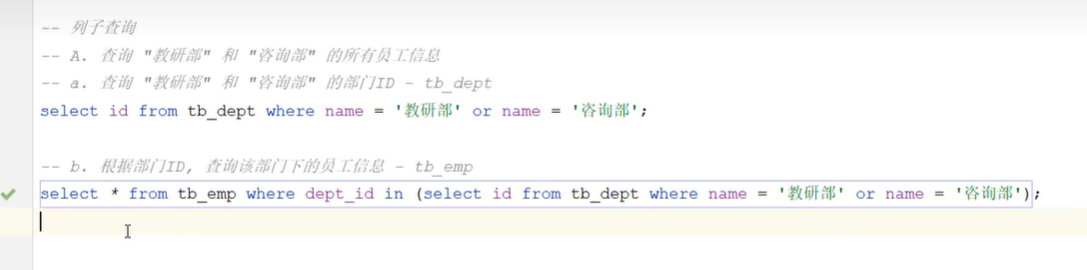 -- 列子查询
-- A. 查询 "教研部" 和 "咨询部" 的所有员工信息
-- a. 查询 "教研部" 和 "咨询部" 的部门ID - tb_dept
select id from tb_dept where name = '教研部' or name = '咨询部';
-- b. 根据部门ID, 查询该部门下的员工信息 - tb_emp
select * from tb_emp where dept_id in (select id from tb_dept where name = '教研部' or name = '咨询部');